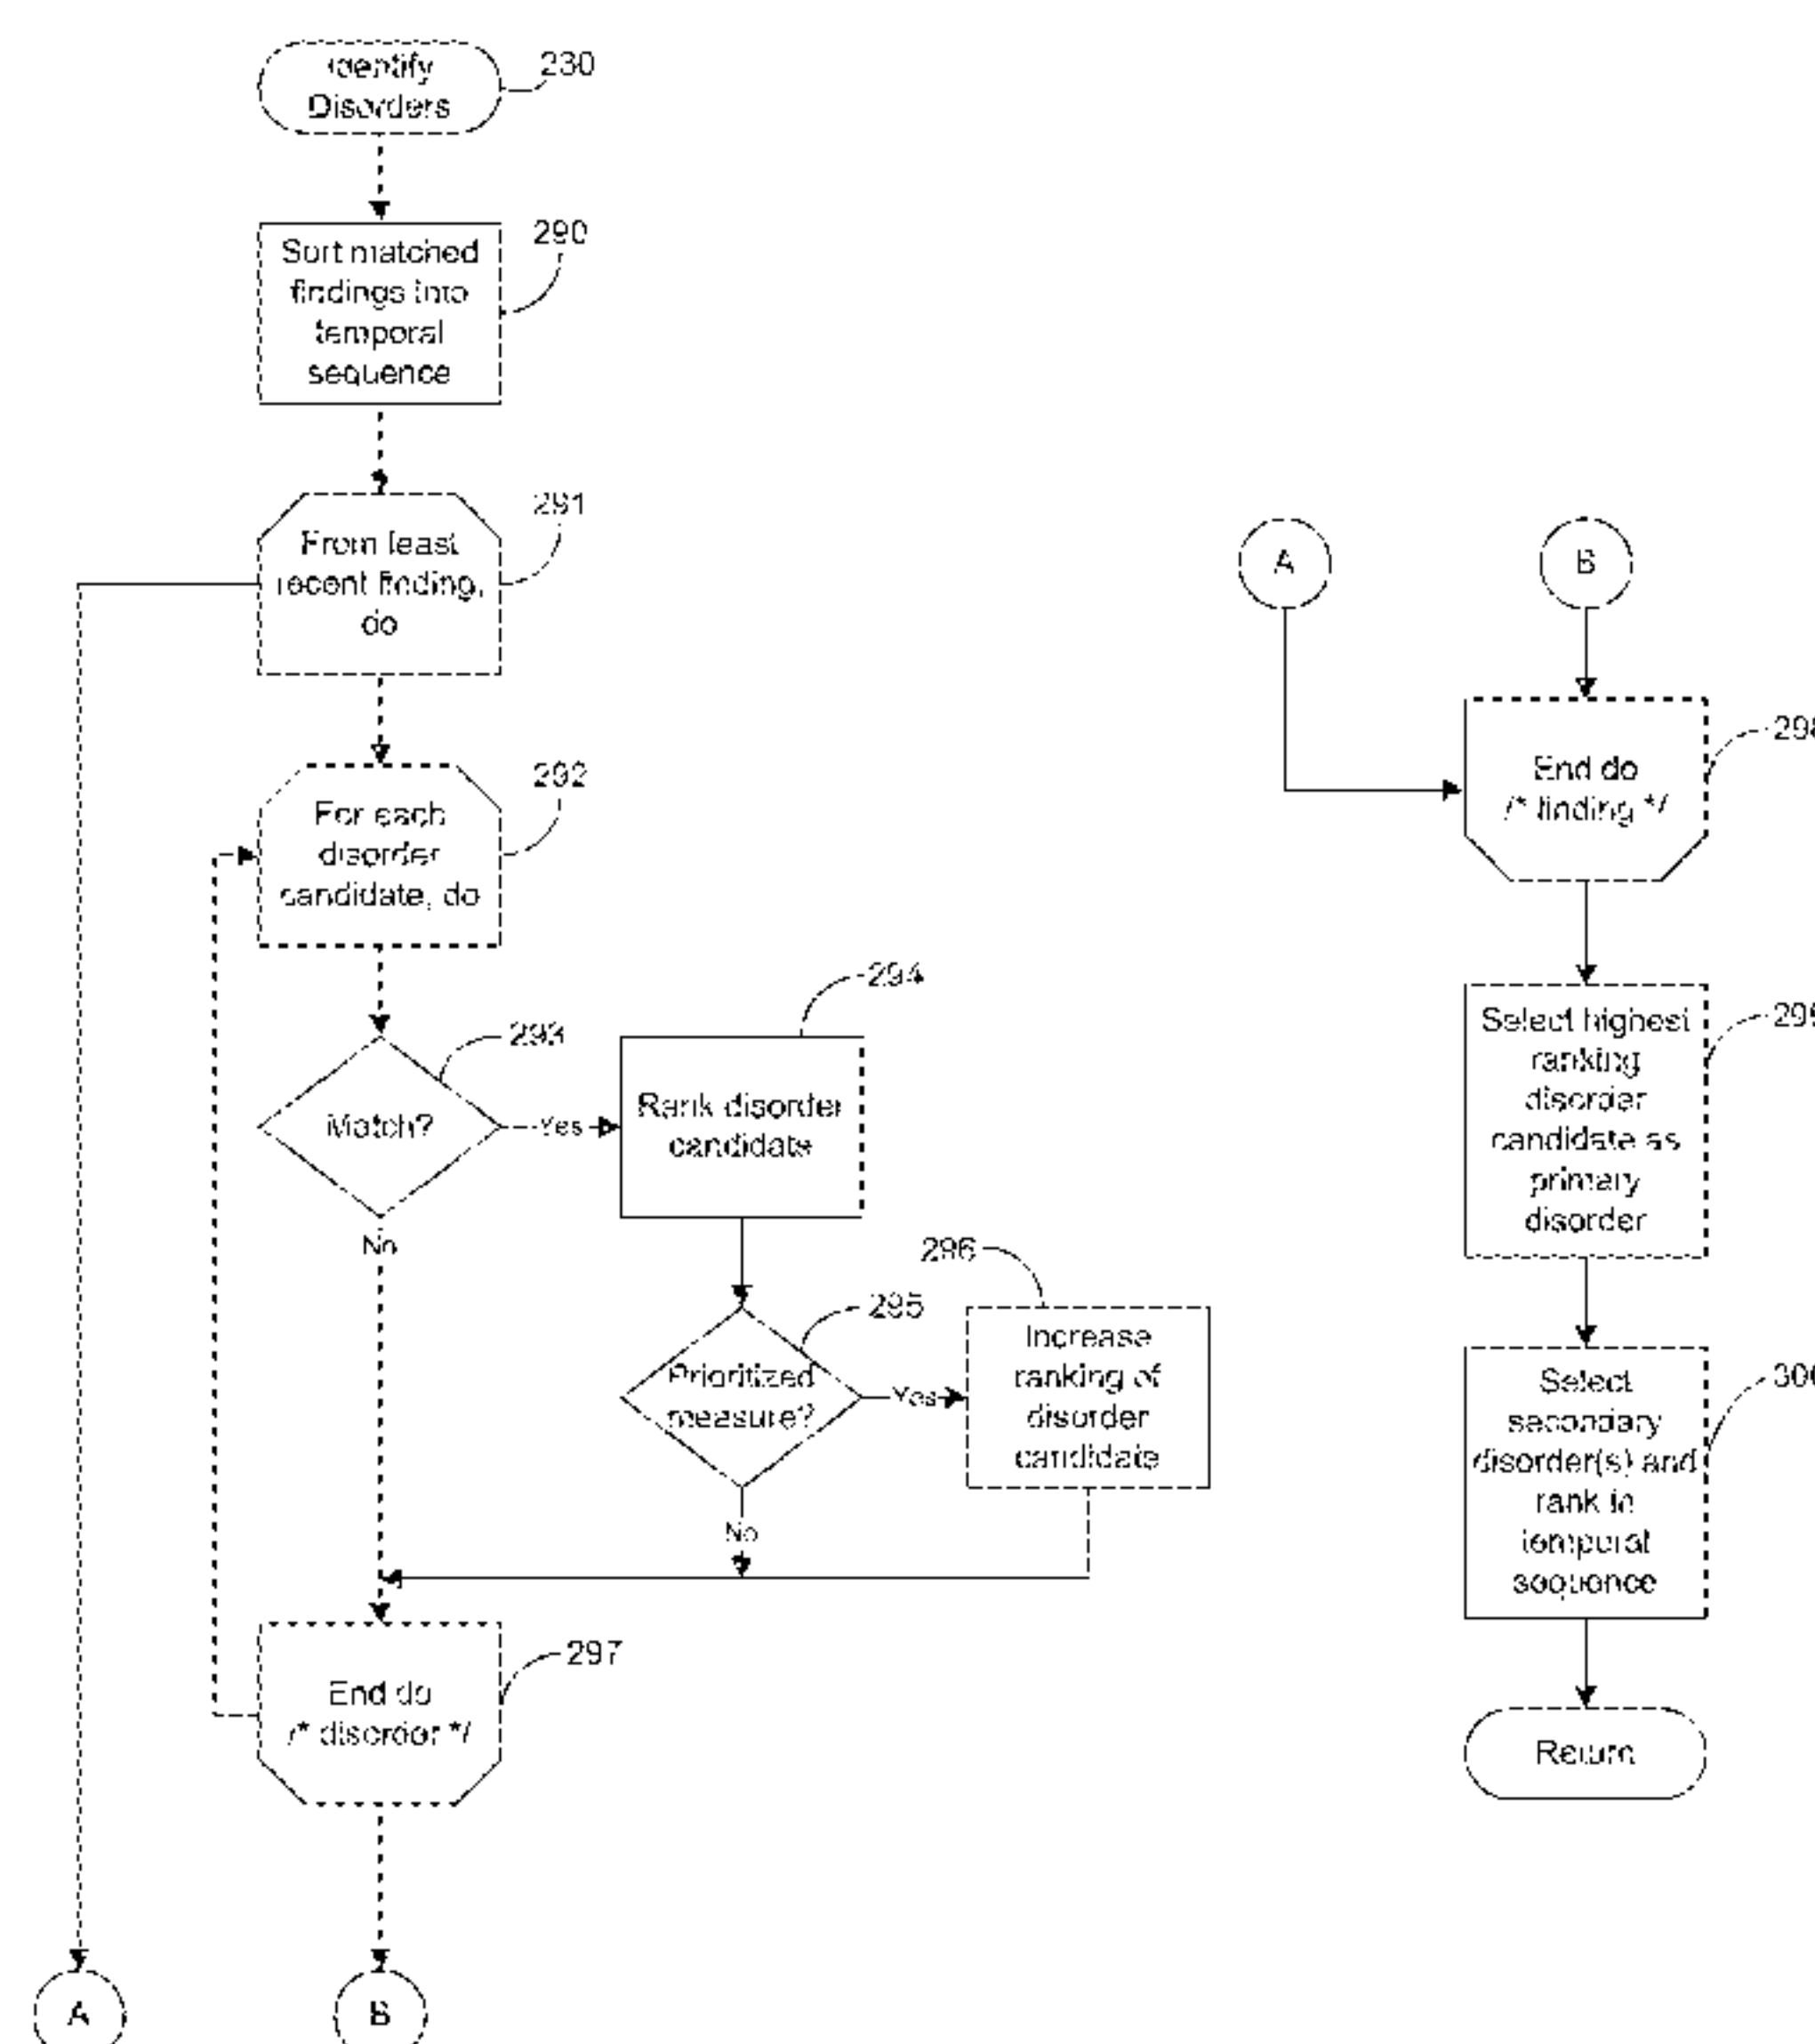 Identify
Disorders
230
Sort matched
findings into
temporal
sequence
290
From least
recent finding,
do
291
For each
disorder
candidate, do
292
Match?
293
Yes
No
Rank disorder
candidate
294
Prioritized
measure?
295
Yes
No
Increase
ranking of
disorder
candidate
296
End do
/* disorder */
297
A
B
A
B
End do
/* finding */
Select highest
ranking
disorder
candidate as
primary
disorder
Select
secondary
disorder(s) and
rank in
temporal
sequence
Return